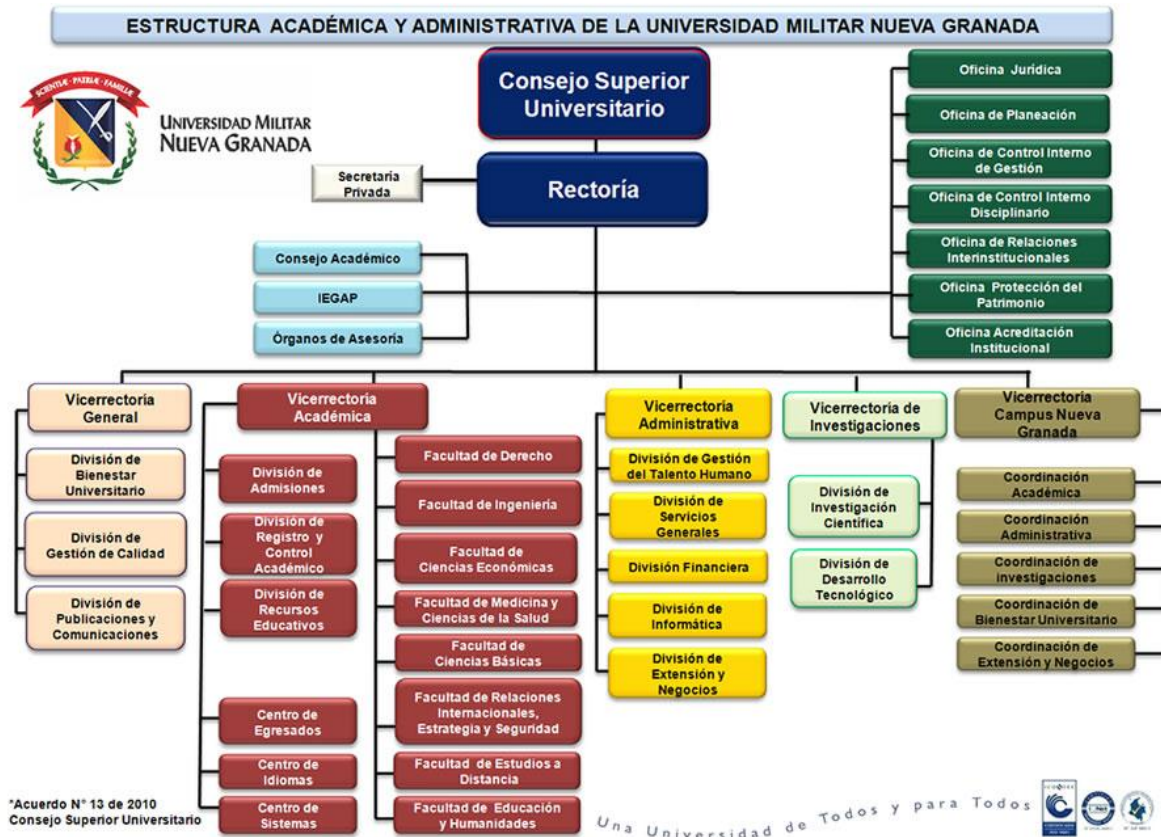 ESTRUCTURA ACADÉMICA Y ADMINISTRATIVA DE LA UNIVERSIDAD MILITAR NUEVA GRANADA
SCIENTIÆ - PATRIÆ - FAMILIÆ
UNIVERSIDAD MILITAR
NUEVA GRANADA
Consejo Superior
Universitario
Secretaría
Privada
Rectoría
Oficina Jurídica
Oficina de Planeación
Oficina de Control Interno
de Gestión
Oficina de Control Interno
Disciplinario
Oficina de Relaciones
Interinstitucionales
Oficina Protección del
Patrimonio
Oficina Acreditación
Institucional
Consejo Académico
IEGAP
Órganos de Asesoría
Vicerrectoría
General
División de
Bienestar
Universitario
División de
Gestión de Calidad
División de
Publicaciones y
Comunicaciones
Vicerrectoría
Académica
División de
Admisiones
División de
Registro y
Control
Académico
División de
Recursos
Educativos
Centro de
Egresados
Centro de
Idiomas
Centro de
Sistemas
Facultad de Derecho
Facultad de Ingeniería
Facultad de
Ciencias Económicas
Facultad de Medicina y
Ciencias de la Salud
Facultad de
Ciencias Básicas
Facultad de Relaciones
Internacionales,
Estrategia y Seguridad
Facultad de Estudios a
Distancia
Facultad de Educación
y Humanidades
Vicerrectoría
Administrativa
División de Gestión
del Talento Humano
División de
Servicios
Generales
División Financiera
División de
Informática
División de
Extensión y
Negocios
Vicerrectoría de
Investigaciones
División de
Investigación
Científica
División de
Desarrollo
Tecnológico
Vicerrectoría
Campus Nueva
Granada
Coordinación
Académica
Coordinación
Administrativa
Coordinación de
investigaciones
Coordinación de
Bienestar Universitario
Coordinación de
Extensión y Negocios
*Acuerdo N° 13 de 2010
Consejo Superior Universitario
Una Universidad de Todos y para Todos